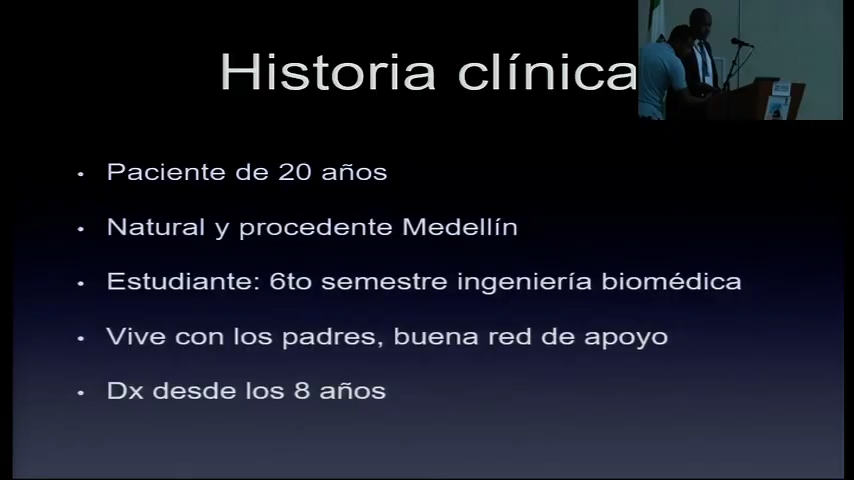 Historia clínica
• Paciente de 20 años
• Natural y procedente Medellín
• Estudiante: 6to semestre ingeniería biomédica
• Vive con los padres, buena red de apoyo
• Dx desde los 8 años